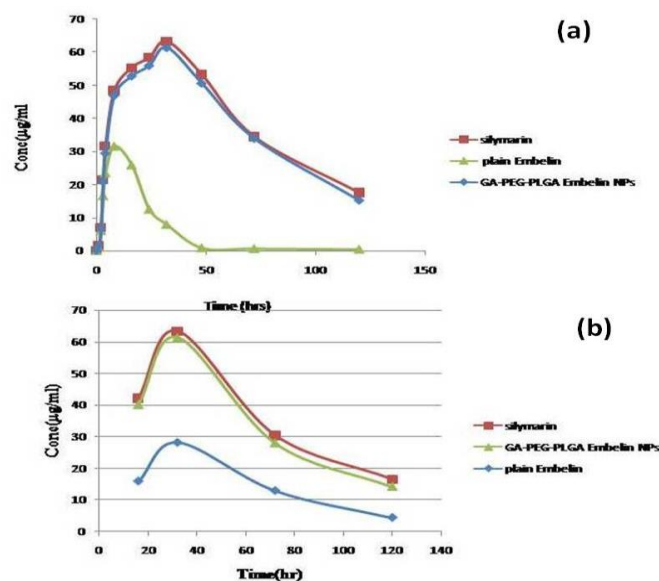 (a)
70
60
50
40
30
20
10
0
Conc(µg/ml
0 50 100 150
Time (hrs)
silymarin
plain Embelin
GA-PEG-PLGA Embelin NPs
(b)
70
60
50
40
30
20
10
0
Conc(µg/ml)
0 20 40 60 80 100 120 140
Time(hr)
silymarin
GA-PEG-PLGA Embelin NPs
plain Embelin